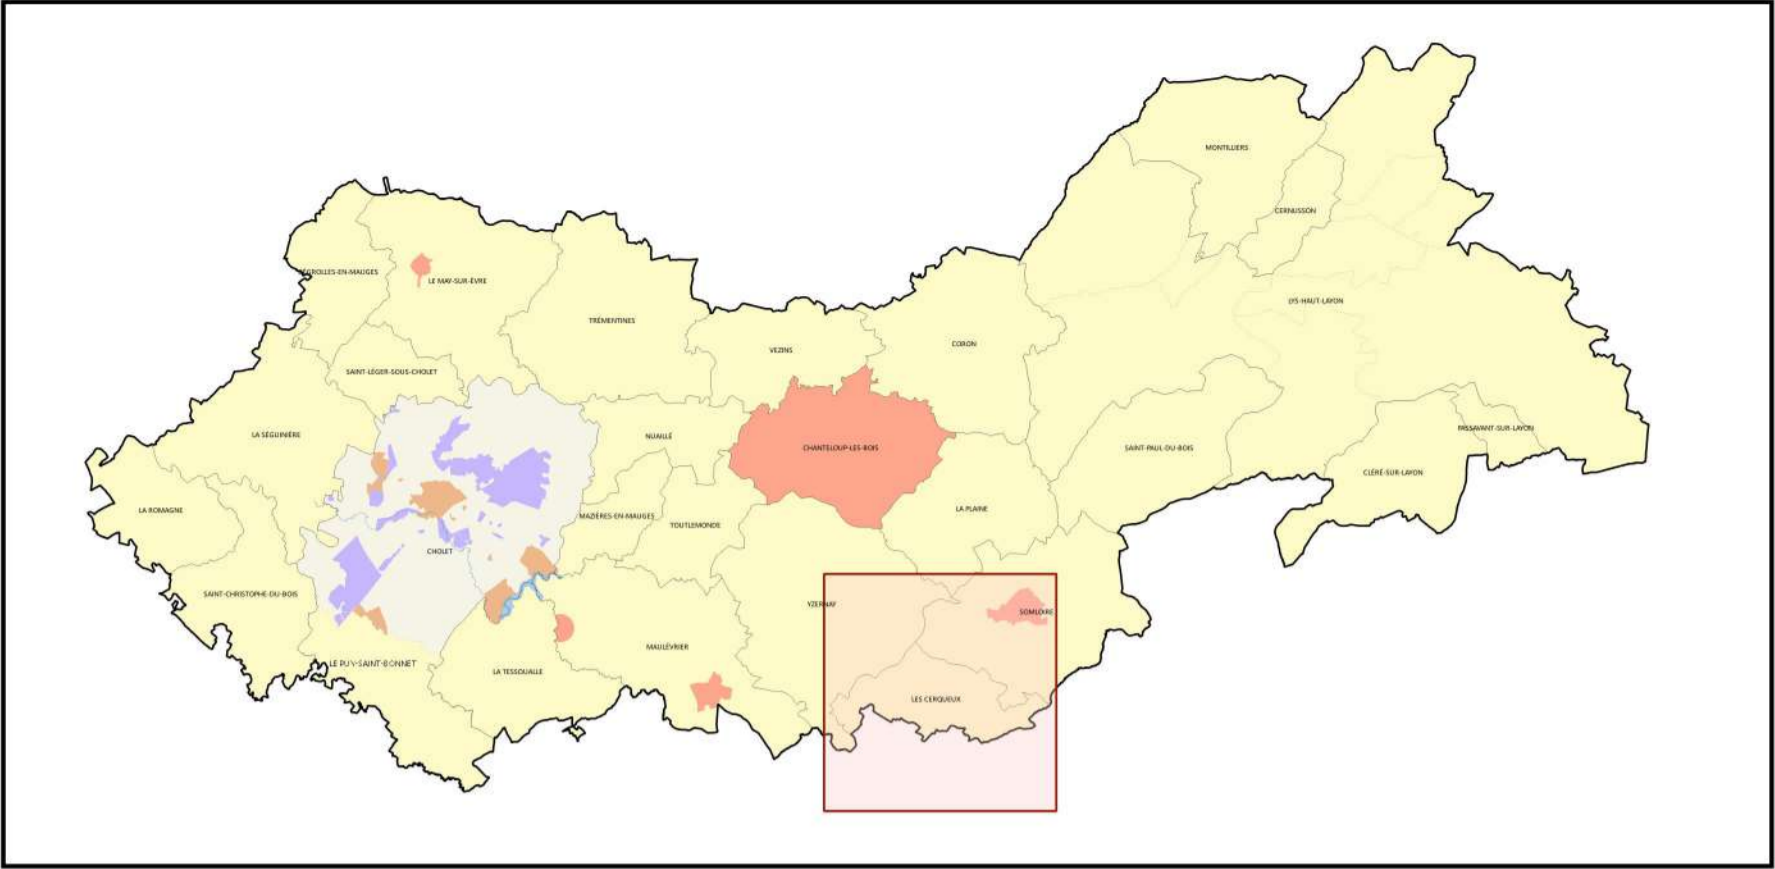 MONTILLIERS
CERNUSSON
BÉGROLLES-EN-MAUGES
LE MAY-SUR-ÈVRE
LYS-HAUT-LAYON
TRÉMENTINES
VEZINS
CORON
SAINT-LÉGER-SOUS-CHOLET
LA SÉGUINIÈRE
NUAILLÉ
CHANTELOUP-LES-BOIS
SAINT-PAUL-DU-BOIS
PASSAVANT-SUR-LAYON
CLÉRÉ-SUR-LAYON
LA ROMAGNE
MAZIÈRES-EN-MAUGES
TOUTLEMONDE
LA PLAINE
CHOLET
SAINT-CHRISTOPHE-DU-BOIS
YZERNAY
SOMLOIRE
MAULÉVRIER
LE PUY-SAINT-BONNET
LA TESSOUALLE
LES CERQUEUX